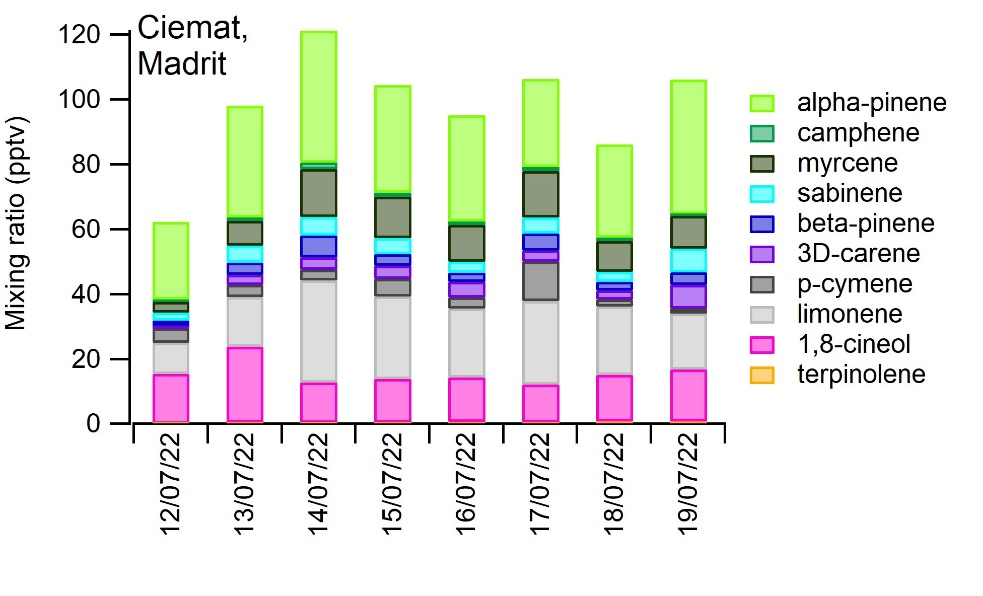 Ciemat,
Madrit
Mixing ratio (pptv)
120
100
80
60
40
20
0
12/07/22
13/07/22
14/07/22
15/07/22
16/07/22
17/07/22
18/07/22
19/07/22
alpha-pinene
camphene
myrcene
sabinene
beta-pinene
3D-carene
p-cymene
limonene
1,8-cineol
terpinolene